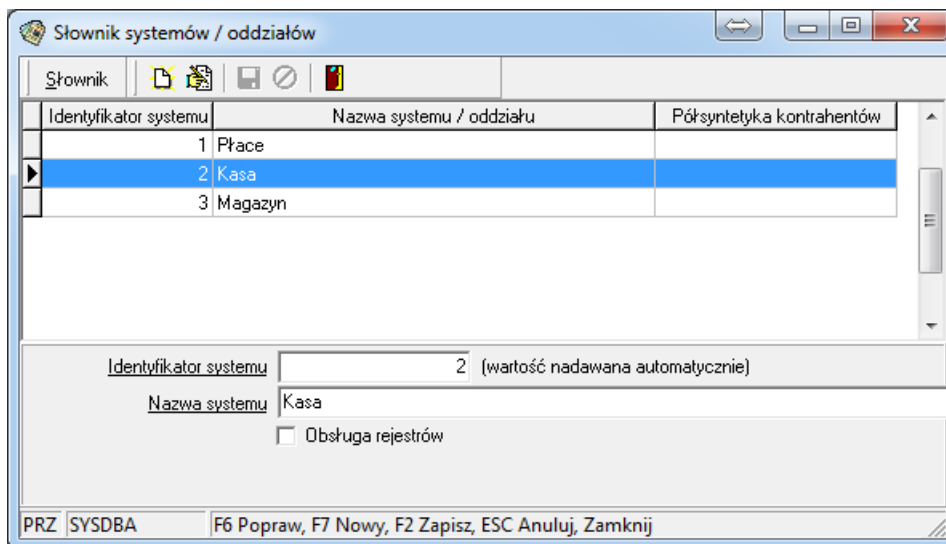 Słownik systemów / oddziałów
Słownik
Identyfikator systemu Nazwa systemu / oddziału Półsyntetyka kontrahentów
1 Płace
2 Kasa
3 Magazyn
Identyfikator systemu 2 (wartość nadawana automatycznie)
Nazwa systemu Kasa
Obsługa rejestrów
PRZ SYSDBA F6 Popraw, F7 Nowy, F2 Zapisz, ESC Anuluj, Zamknij